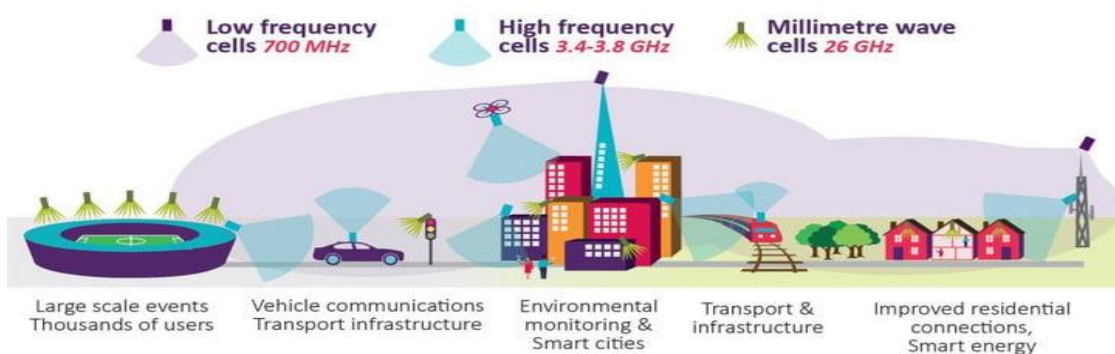 Low frequency
cells 700 MHz
High frequency
cells 3.4-3.8 GHz
Millimetre wave
cells 26 GHz
Large scale events
Thousands of users
Vehicle communications
Transport infrastructure
Environmental
monitoring &
Smart cities
Transport &
infrastructure
Improved residential
connections,
Smart energy